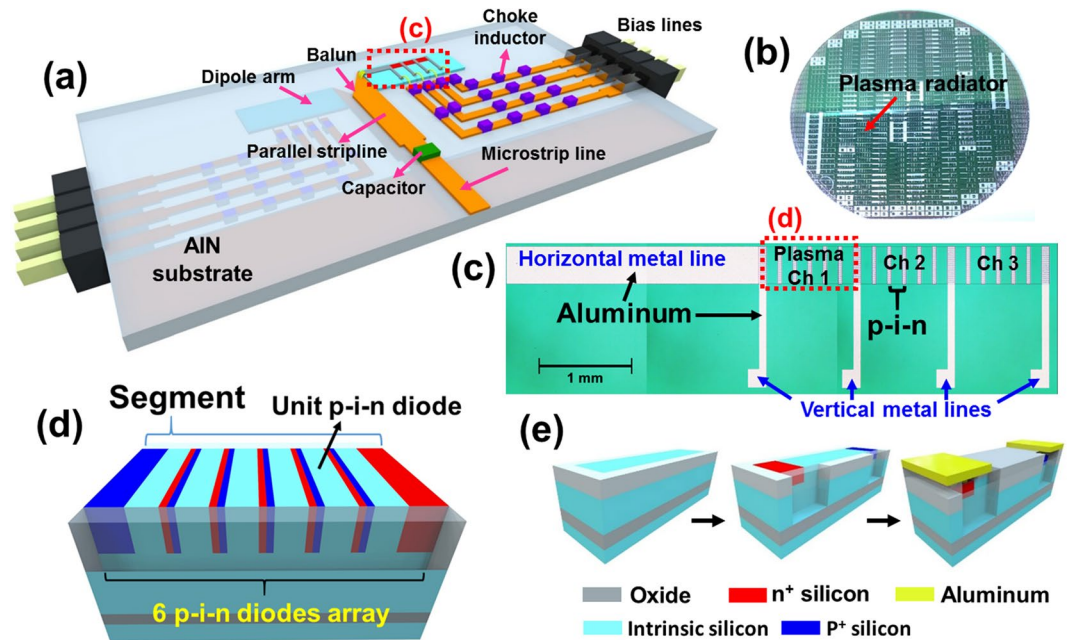 (a)
(c)
Choke
inductor
Bias lines
Balun
Dipole arm
Parallel stripline
Capacitor
Microstrip line
AlN
substrate
(b)
Plasma radiator
(c)
(d)
Horizontal metal line
Plasma
Ch 1
Ch 2
Ch 3
Aluminum
p-i-n
1 mm
Vertical metal lines
(d)
Segment
Unit p-i-n diode
6 p-i-n diodes array
(e)
Oxide
n+ silicon
Aluminum
Intrinsic silicon
P+ silicon